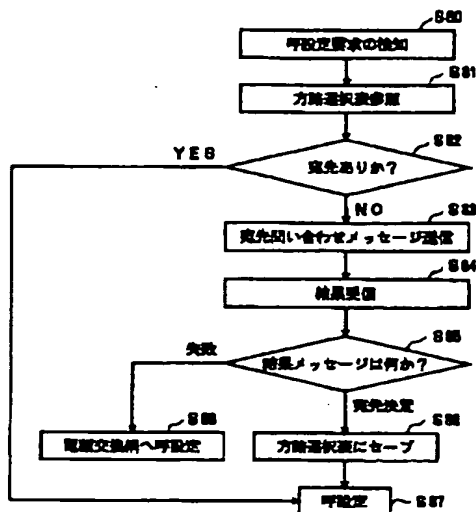 S80
呼設定要求の検知
S81
方路選択表参照
S82
YES
宛先ありか？
NO
S83
宛先問い合わせメッセージ送信
S84
結果受信
S85
失敗
結果メッセージは何か？
宛先決定
S88
電話交換網へ呼設定
S86
方路選択表にセーブ
呼設定
S87